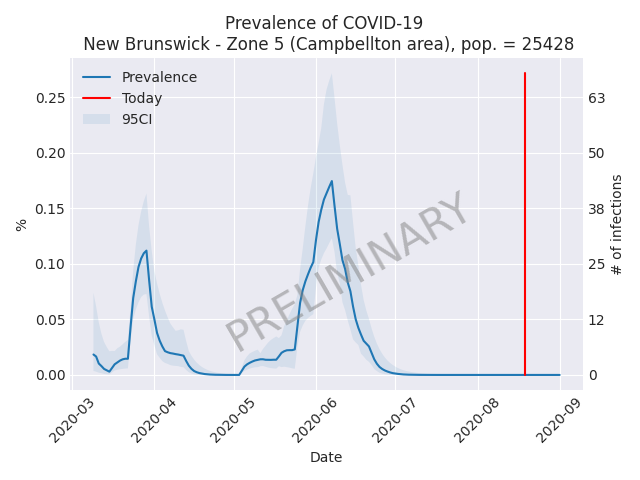 Prevalence of COVID-19
New Brunswick - Zone 5 (Campbellton area), pop. = 25428
Prevalence
Today
95CI
0.25
0.20
0.15
0.10
0.05
0.00
%
63
50
38
25
12
0
# of infections
PRELIMINARY
2020-03
2020-04
2020-05
2020-06
2020-07
2020-08
2020-09
Date